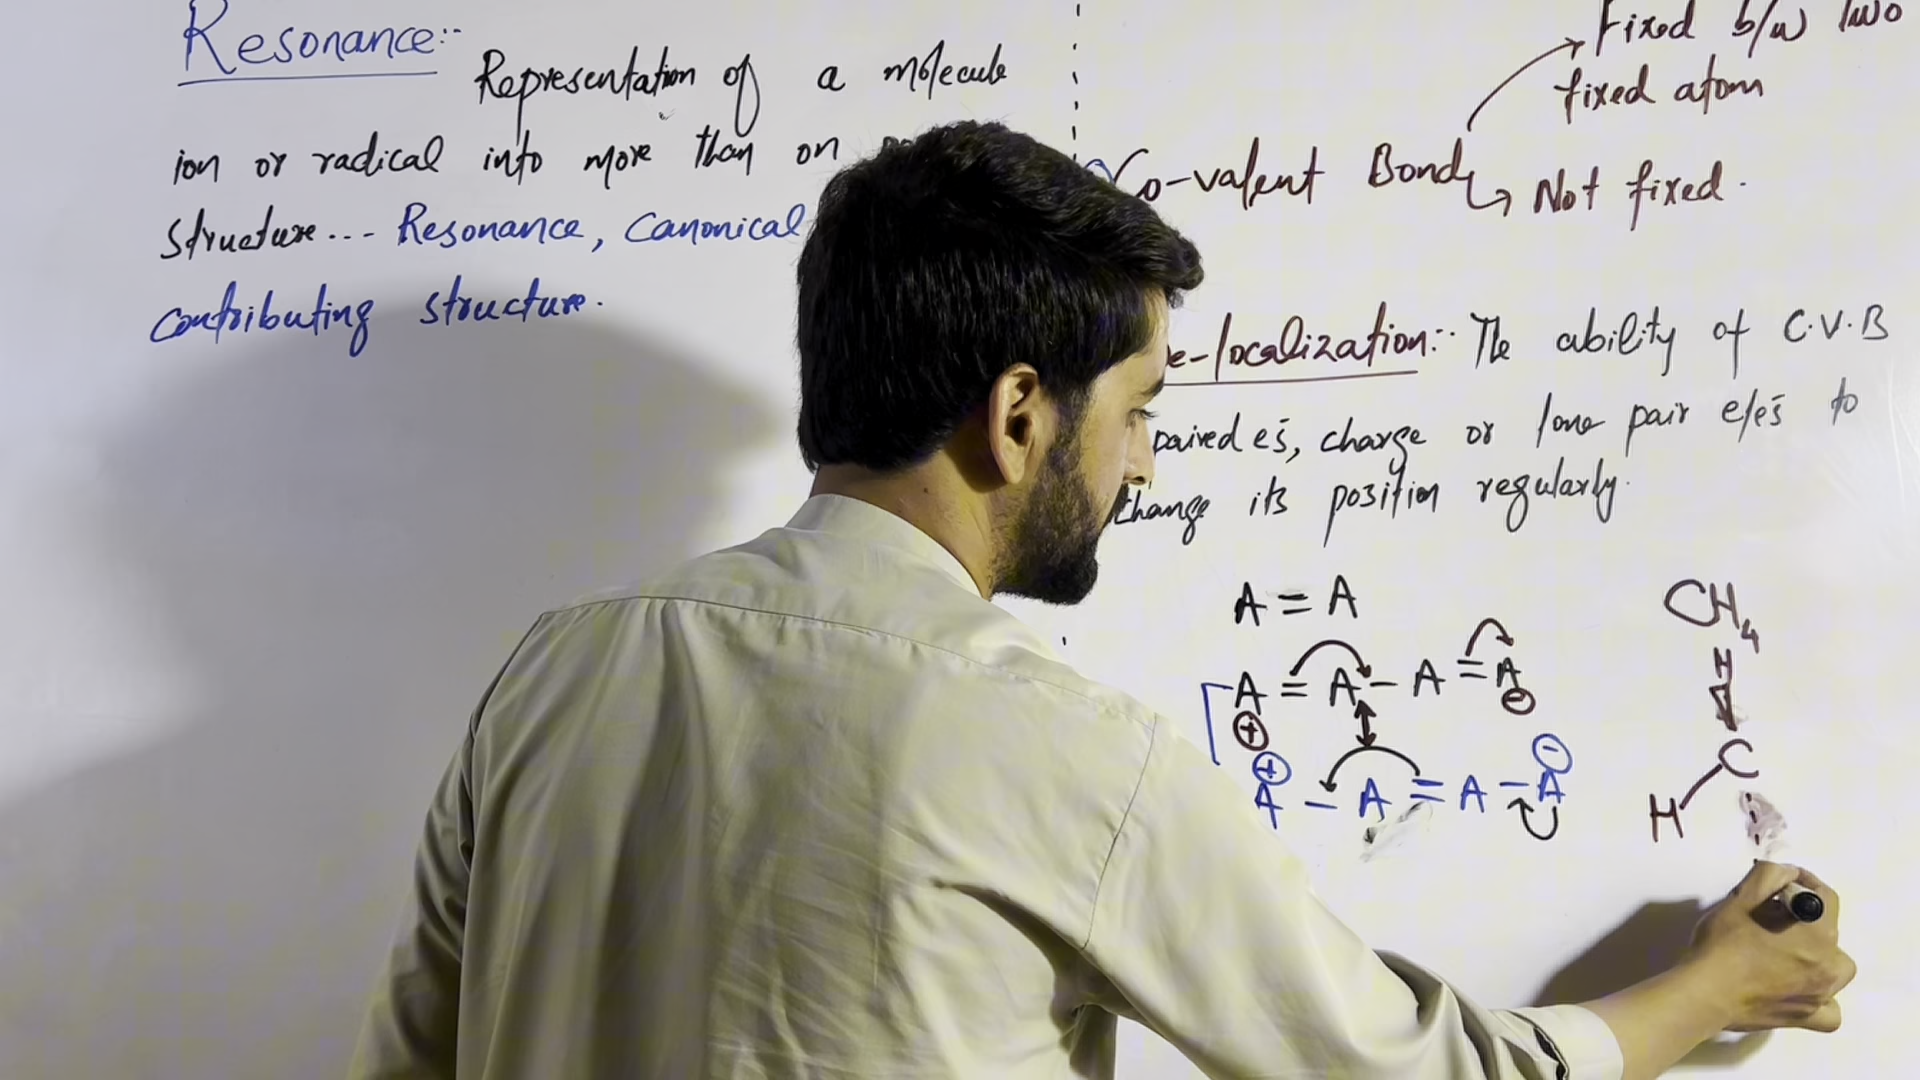 Resonance:-
Representation of a molecule
ion or radical into more than on
structure... Resonance, Canonical
contributing structure.
Fixed b/w two
fixed atom
Co-valent Bond
Not fixed.
e-localization:- The ability of C.V.B
paired es, charge or lone pair e/es to
change its position regularly.
A = A
A = A - A = A
⊕ ⊖
⊕ ⊖
A - A = A - A
CH4
H
C
H